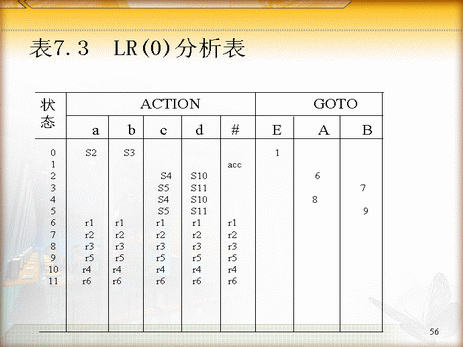 表7.3 LR(0)分析表
状态 ACTION GOTO
a b c d # E A B
0 S2 S3 1
1 acc
2 S4 S10 6
3 S5 S11 7
4 S4 S10 8
5 S5 S11 9
6 r1 r1 r1 r1 r1
7 r2 r2 r2 r2 r2
8 r3 r3 r3 r3 r3
9 r5 r5 r5 r5 r5
10 r4 r4 r4 r4 r4
11 r6 r6 r6 r6 r6
56